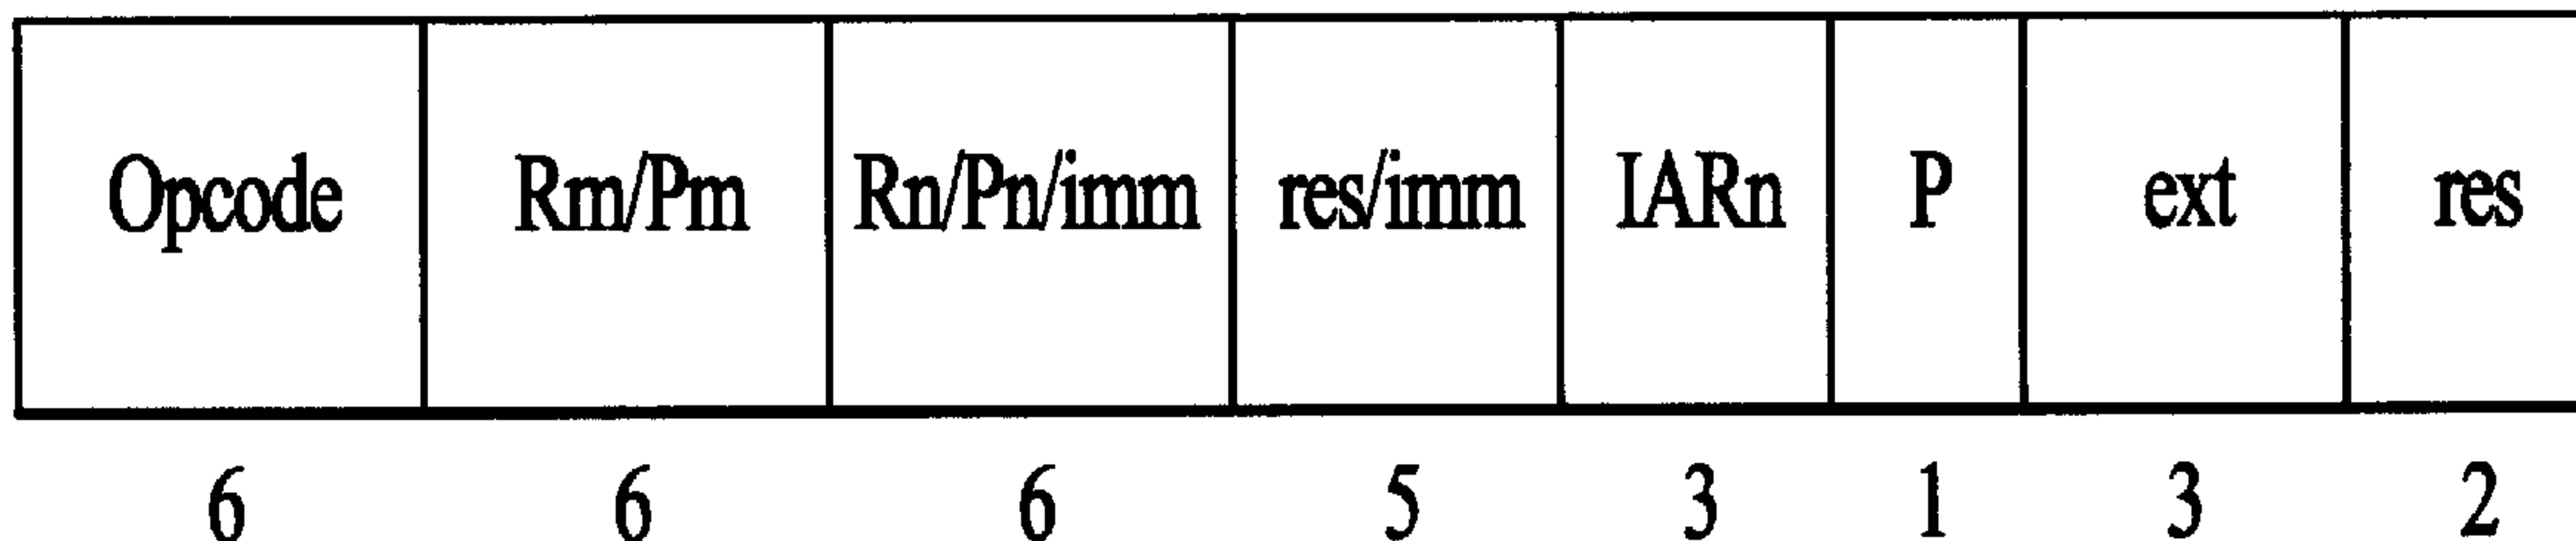 Opcode Rm/Pm Rn/Pn/imm res/imm IARn P ext res
6 6 6 5 3 1 3 2